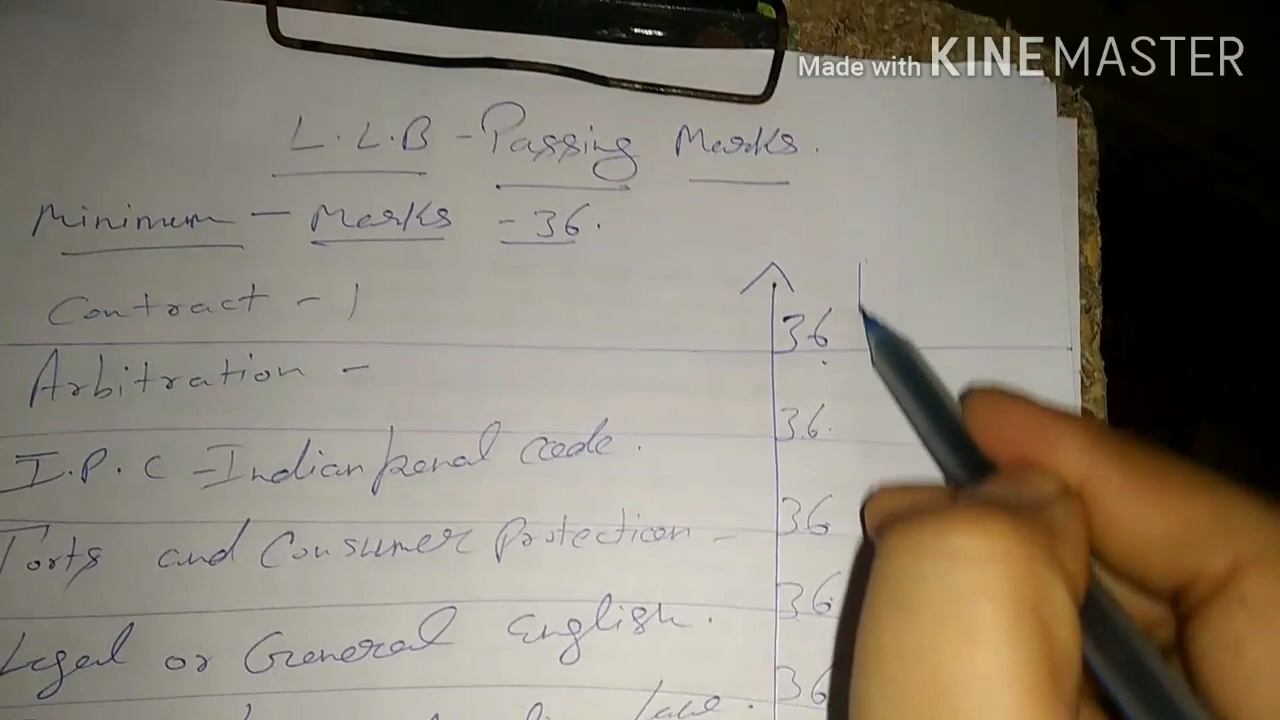 Made with KINEMASTER
L.L.B - Passing Marks.
Minimum - Marks - 36.
Contract - 1 36
Arbitration - 36.
I.P.C - Indian penal code. 36
Torts and Consumer Protection - 36
Legal or General English. 36